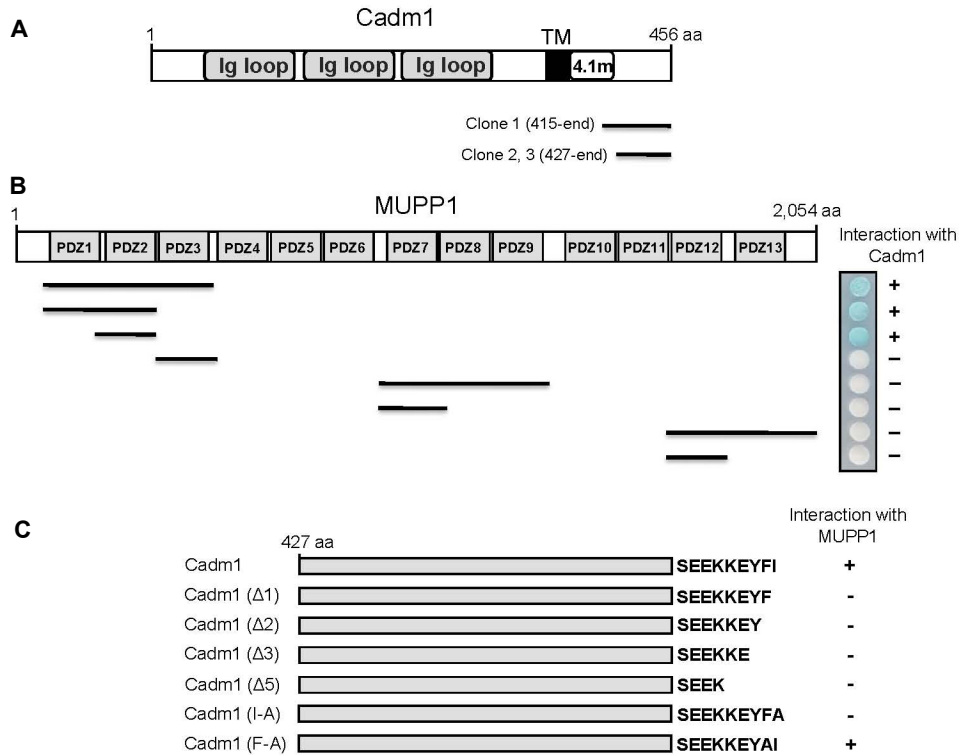 A
Cadm1
1
TM
456 aa
Ig loop Ig loop Ig loop 4.1m
Clone 1 (415-end)
Clone 2, 3 (427-end)
B
1
MUPP1
2,054 aa
PDZ1 PDZ2 PDZ3 PDZ4 PDZ5 PDZ6 PDZ7 PDZ8 PDZ9 PDZ10 PDZ11 PDZ12 PDZ13
Interaction with
Cadm1
+
+
+
–
–
–
–
–
C
Interaction with
MUPP1
427 aa
Cadm1 SEEKKEYFI +
Cadm1 (Δ1) SEEKKEYF -
Cadm1 (Δ2) SEEKKEY -
Cadm1 (Δ3) SEEKKE -
Cadm1 (Δ5) SEEK -
Cadm1 (I-A) SEEKKEYFA -
Cadm1 (F-A) SEEKKEYAI +